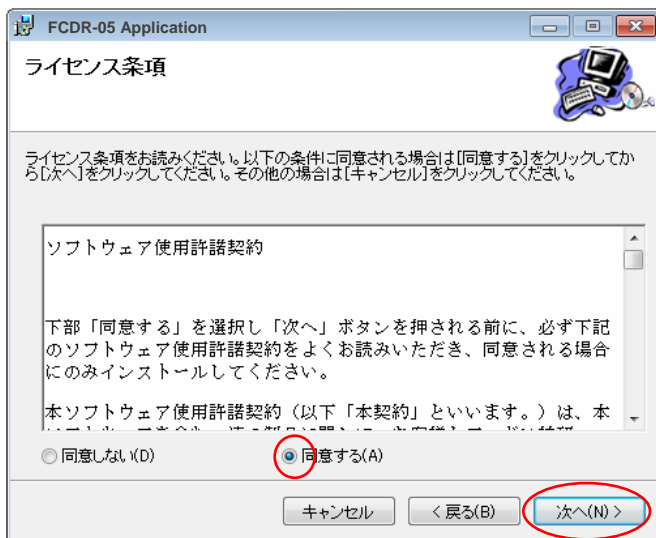 FCDR-05 Application
ライセンス条項
ライセンス条項をお読みください。以下の条件に同意される場合は[同意する]をクリックしてか
ら[次へ]をクリックしてください。その他の場合は[キャンセル]をクリックしてください。
ソフトウェア使用許諾契約
下部「同意する」を選択し「次へ」ボタンを押される前に、必ず下記
のソフトウェア使用許諾契約をよくお読みいただき、同意される場合
にのみインストールしてください。
本ソフトウェア使用許諾契約（以下「本契約」といいます。）は、本
同意しない(D)
同意する(A)
キャンセル
< 戻る(B)
次へ(N) >